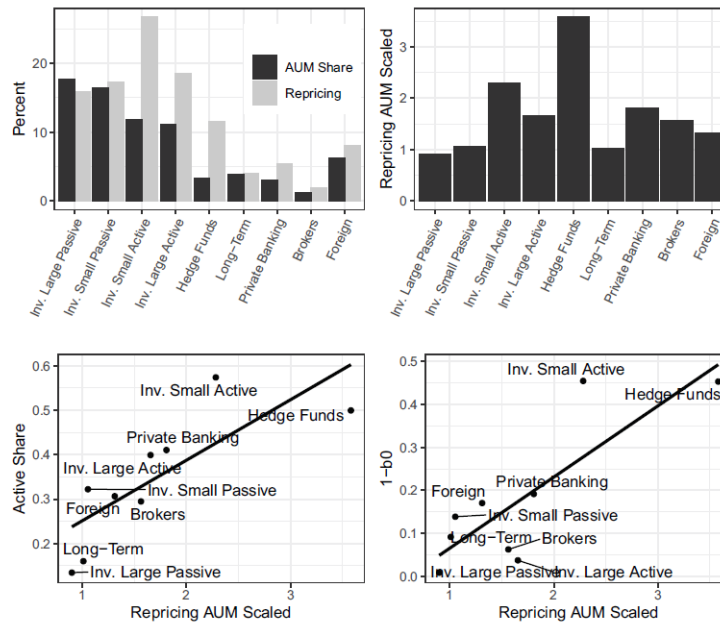 Percent
20
10
0
AUM Share
Repricing
Inv. Large Passive
Inv. Small Passive
Inv. Small Active
Inv. Large Active
Hedge Funds
Long-Term
Private Banking
Brokers
Foreign
Repricing AUM Scaled
3
2
1
0
Inv. Large Passive
Inv. Small Passive
Inv. Small Active
Inv. Large Active
Hedge Funds
Long-Term
Private Banking
Brokers
Foreign
Active Share
0.6
0.5
0.4
0.3
0.2
Inv. Small Active
Hedge Funds
Private Banking
Inv. Large Active
Inv. Small Passive
Foreign
Brokers
Long-Term
Inv. Large Passive
1 2 3
Repricing AUM Scaled
1-b0
0.5
0.4
0.3
0.2
0.1
0.0
Inv. Small Active
Hedge Funds
Private Banking
Foreign
Inv. Small Passive
Long-Term
Brokers
Inv. Large Passive
Inv. Large Active
1 2 3
Repricing AUM Scaled